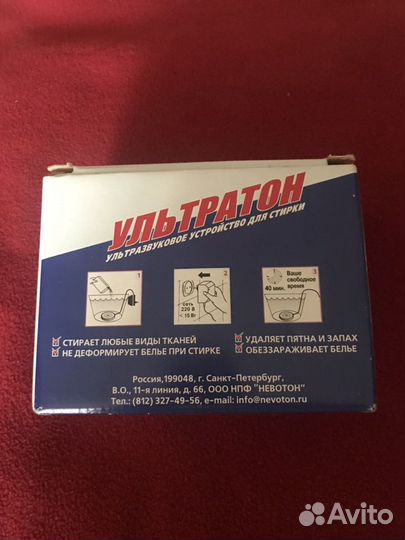 УЛЬТРАТОН
УЛЬТРАЗВУКОВОЕ УСТРОЙСТВО ДЛЯ СТИРКИ
1
2
сеть
220 В
< 15 Вт
3
40 мин.
Ваше
свободное
время
СТИРАЕТ ЛЮБЫЕ ВИДЫ ТКАНЕЙ
НЕ ДЕФОРМИРУЕТ БЕЛЬЕ ПРИ СТИРКЕ
УДАЛЯЕТ ПЯТНА И ЗАПАХ
ОБЕЗЗАРАЖИВАЕТ БЕЛЬЕ
Россия,199048, г. Санкт-Петербург,
В.О., 11-я линия, д. 66, ООО НПФ "НЕВОТОН"
Тел.: (812) 327-49-56, e-mail: info@nevoton.ru
Avito